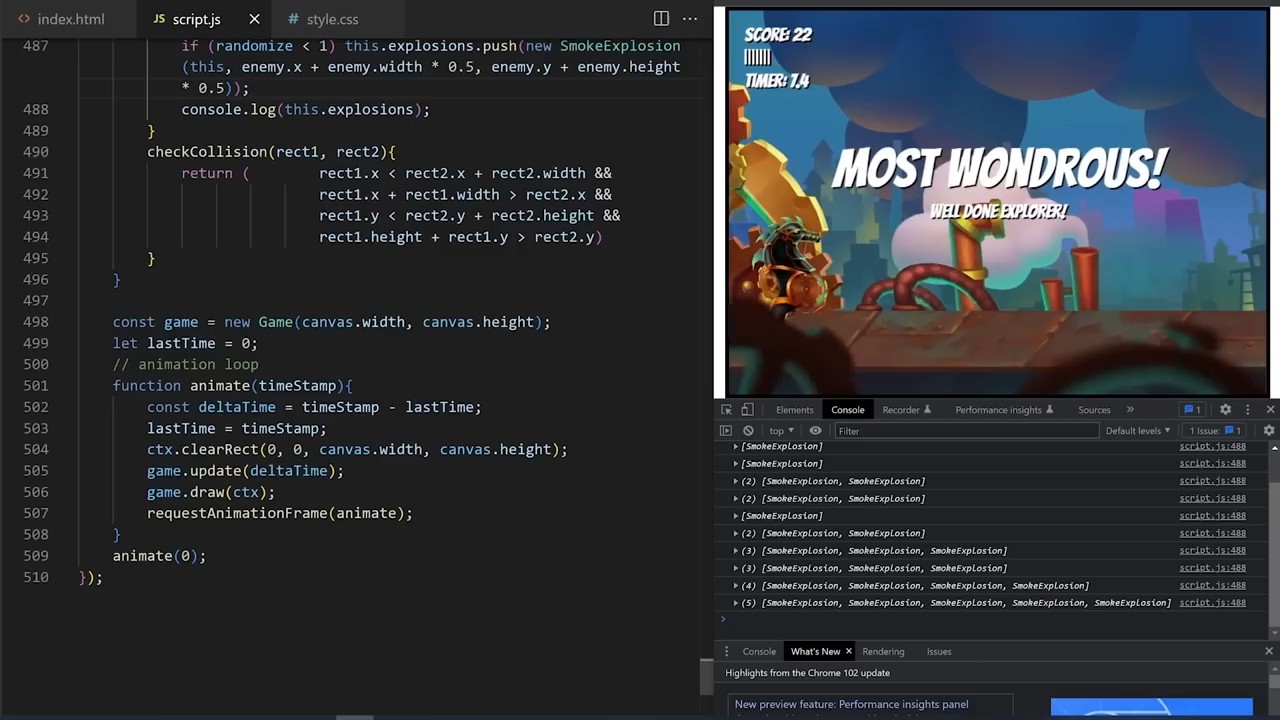 index.html
JS script.js
# style.css
487 if (randomize < 1) this.explosions.push(new SmokeExplosion
(this, enemy.x + enemy.width * 0.5, enemy.y + enemy.height
* 0.5));
488 console.log(this.explosions);
489 }
490 checkCollision(rect1, rect2){
491 return ( rect1.x < rect2.x + rect2.width &&
492 rect1.x + rect1.width > rect2.x &&
493 rect1.y < rect2.y + rect2.height &&
494 rect1.height + rect1.y > rect2.y)
495 }
496 }
497
498 const game = new Game(canvas.width, canvas.height);
499 let lastTime = 0;
500 // animation loop
501 function animate(timeStamp){
502 const deltaTime = timeStamp - lastTime;
503 lastTime = timeStamp;
504 ctx.clearRect(0, 0, canvas.width, canvas.height);
505 game.update(deltaTime);
506 game.draw(ctx);
507 requestAnimationFrame(animate);
508 }
509 animate(0);
510 });
SCORE: 22
TIMER: 7.4
MOST WONDROUS!
WELL DONE EXPLORER!
Elements Console Recorder Performance insights Sources » 1
top Filter Default levels 1 Issue: 1
[SmokeExplosion] script.js:488
[SmokeExplosion] script.js:488
(2) [SmokeExplosion, SmokeExplosion] script.js:488
(2) [SmokeExplosion, SmokeExplosion] script.js:488
[SmokeExplosion] script.js:488
(2) [SmokeExplosion, SmokeExplosion] script.js:488
(3) [SmokeExplosion, SmokeExplosion, SmokeExplosion] script.js:488
(3) [SmokeExplosion, SmokeExplosion, SmokeExplosion] script.js:488
(4) [SmokeExplosion, SmokeExplosion, SmokeExplosion, SmokeExplosion] script.js:488
(5) [SmokeExplosion, SmokeExplosion, SmokeExplosion, SmokeExplosion, SmokeExplosion] script.js:488
Console What's New Rendering Issues
Highlights from the Chrome 102 update
New preview feature: Performance insights panel